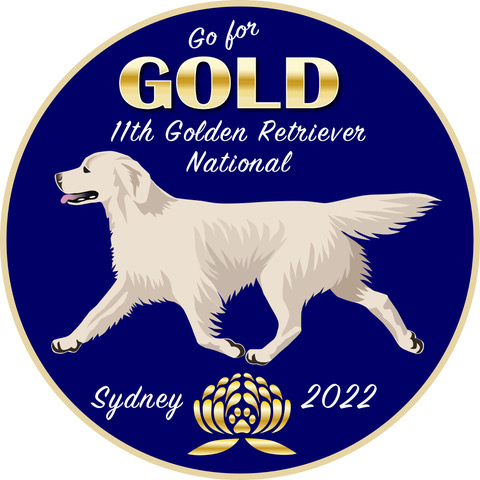 Go for
GOLD
11th Golden Retriever
National
Sydney 2022